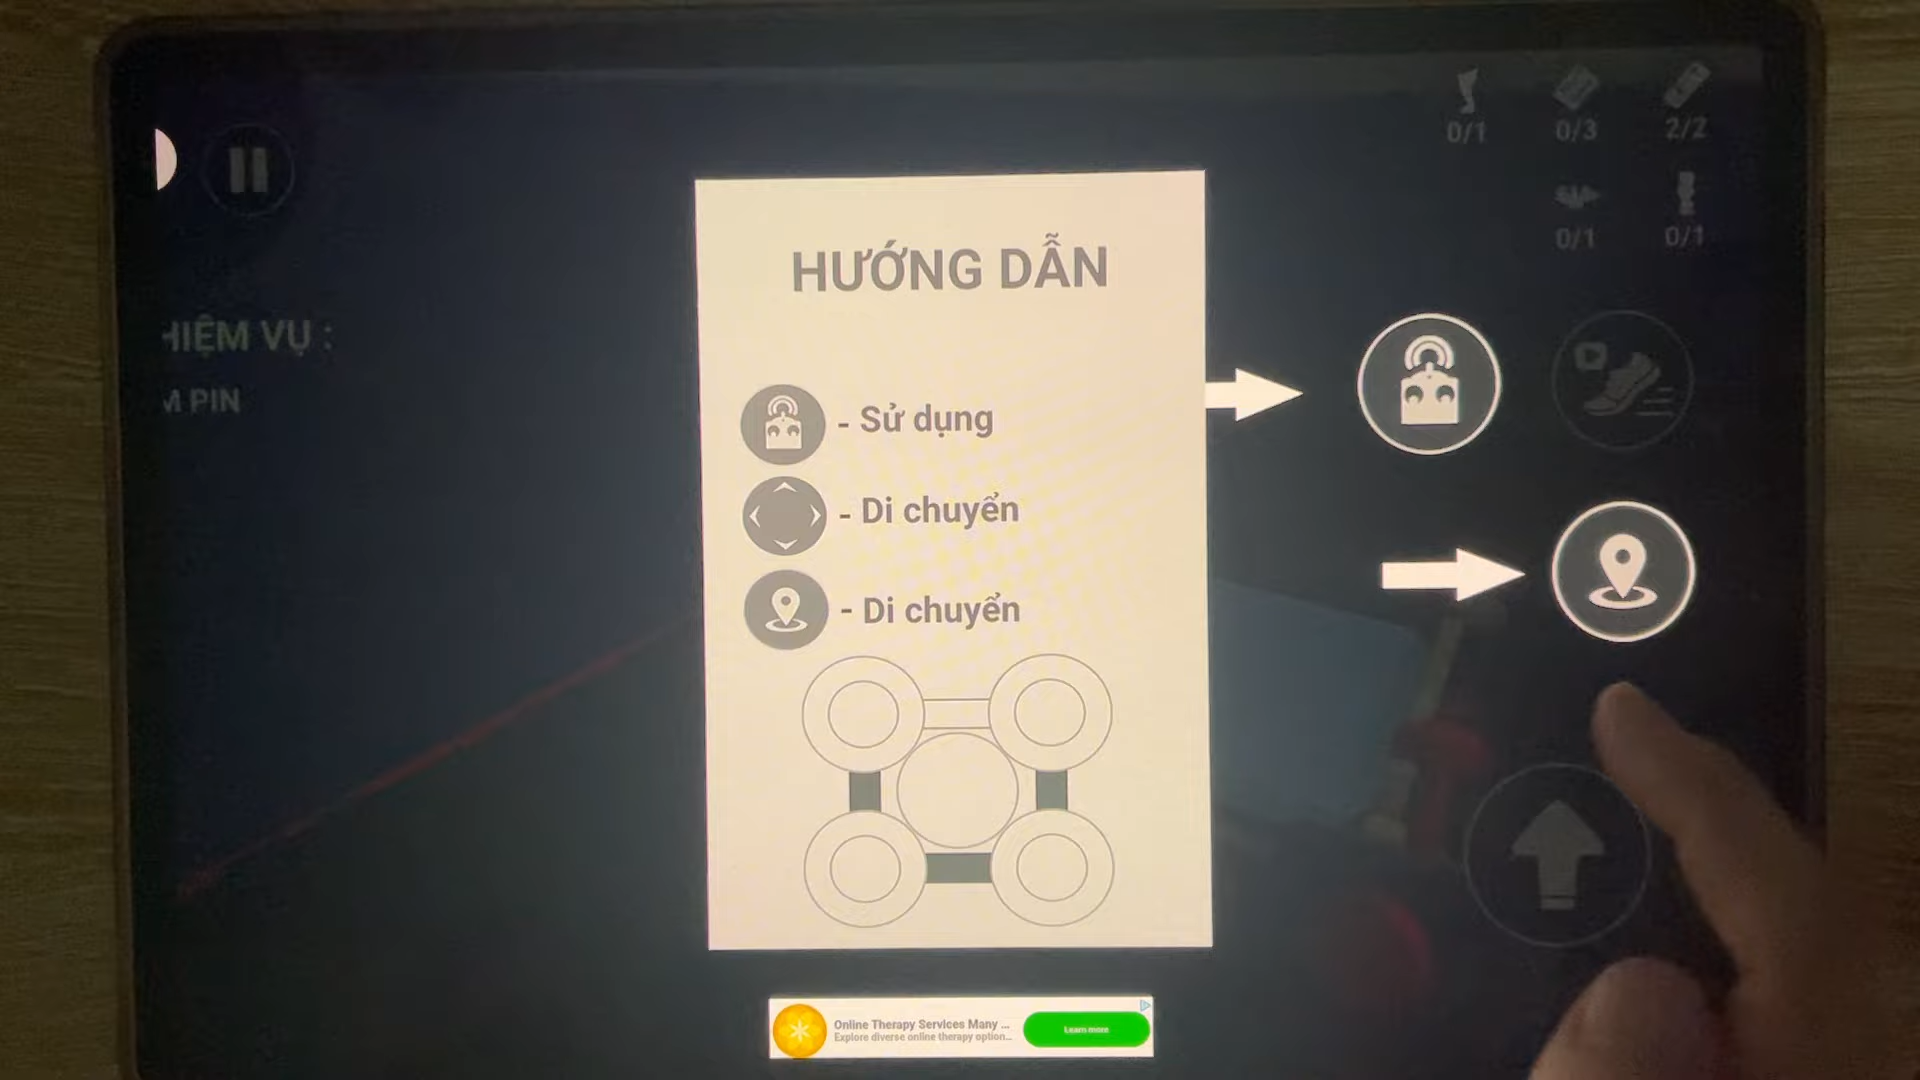 0/1
0/3
2/2
0/1
0/1
HIỆM VỤ :
M PIN
HƯỚNG DẪN
- Sử dụng
- Di chuyển
- Di chuyển
Online Therapy Services Many ...
Explore diverse online therapy option...
Learn more